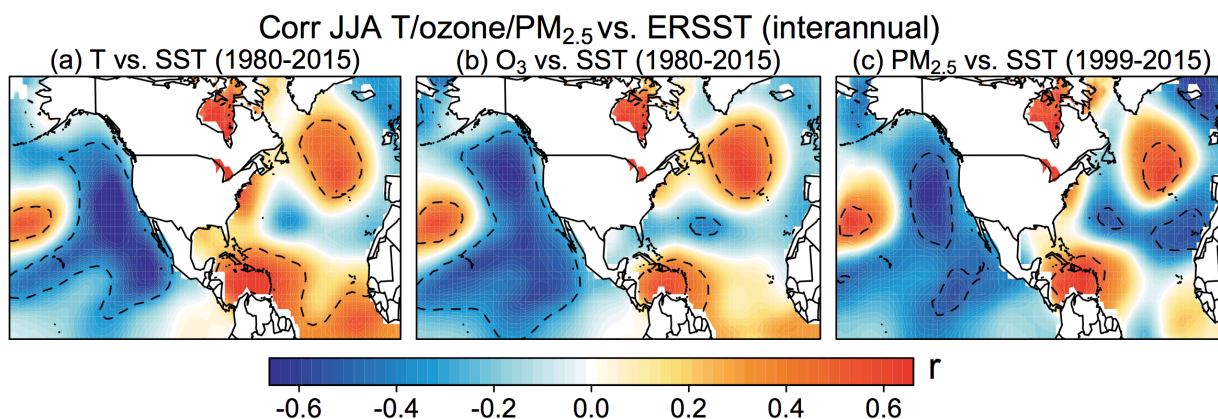 Corr JJA T/ozone/PM2.5 vs. ERSST (interannual)
(a) T vs. SST (1980-2015) (b) O3 vs. SST (1980-2015) (c) PM2.5 vs. SST (1999-2015)
r
-0.6 -0.4 -0.2 0.0 0.2 0.4 0.6